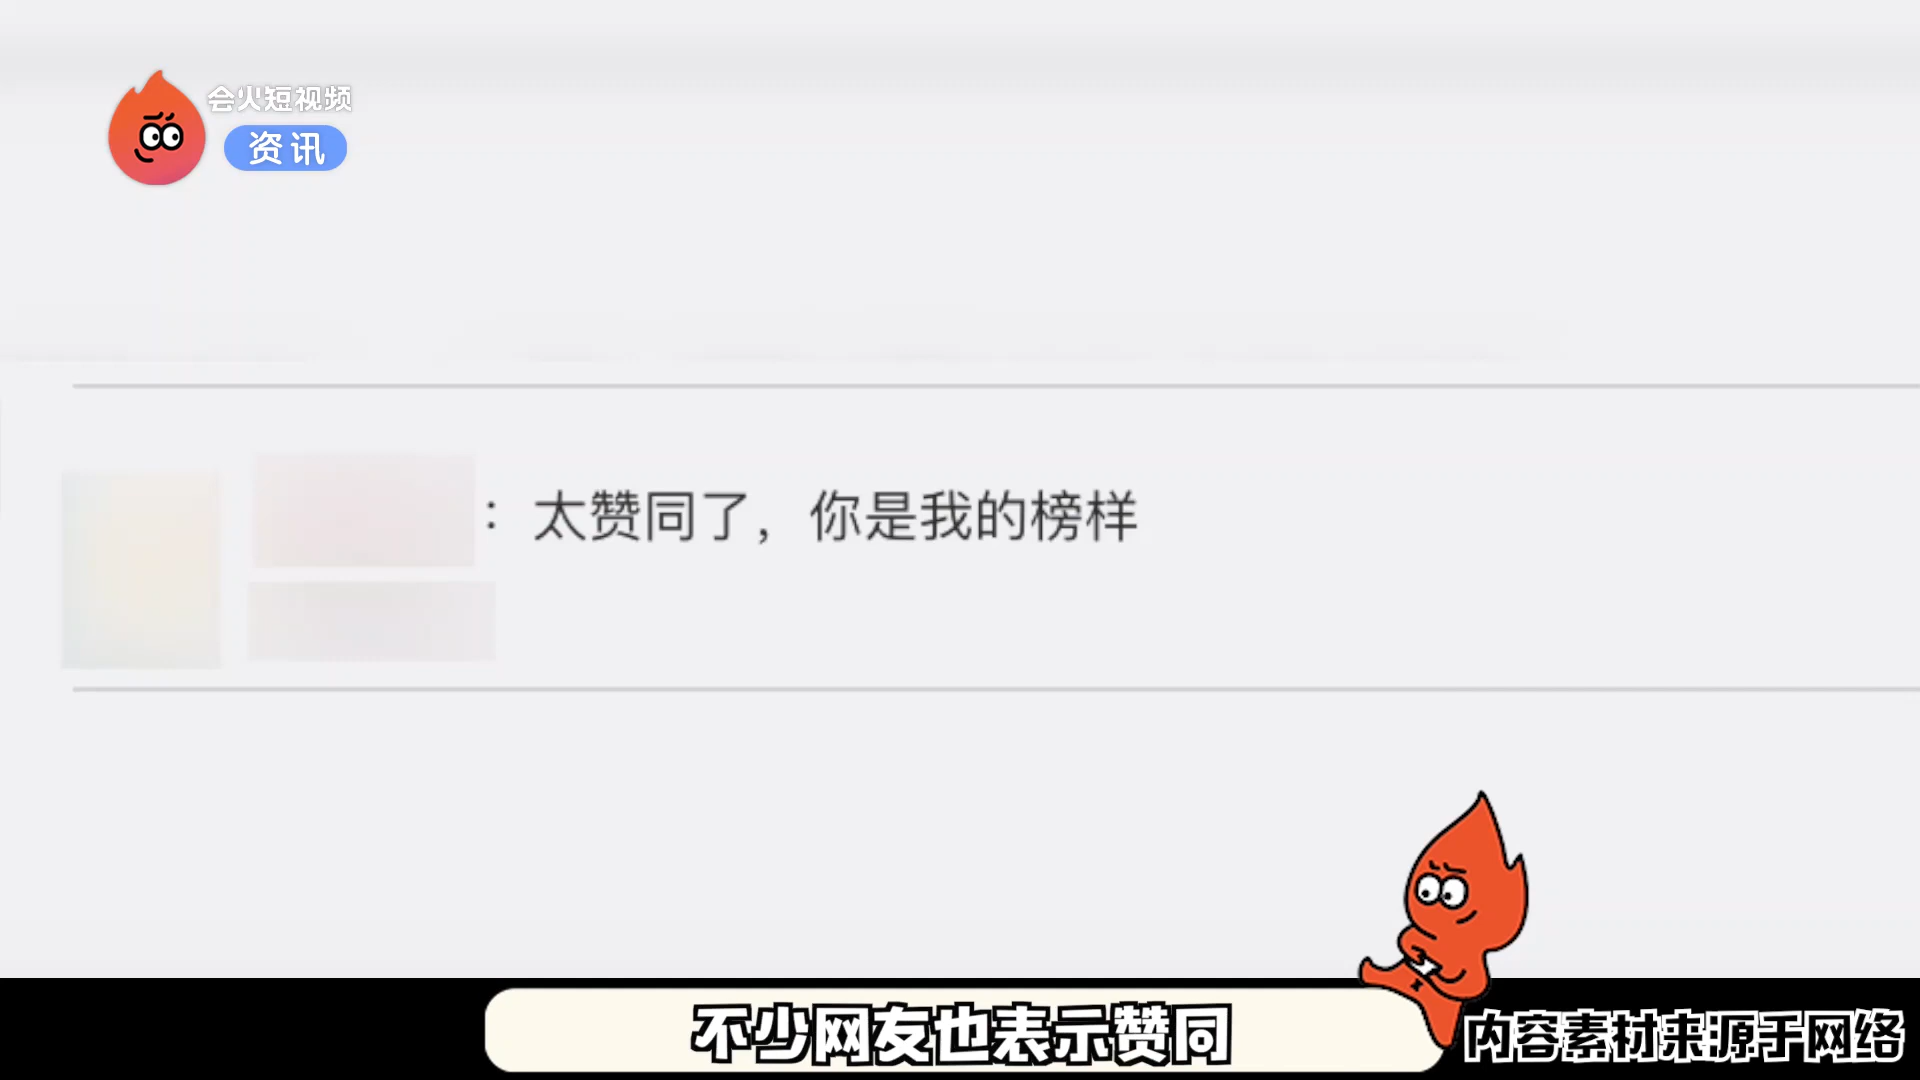 会火短视频
资讯
：太赞同了，你是我的榜样
不少网友也表示赞同
内容素材来源于网络